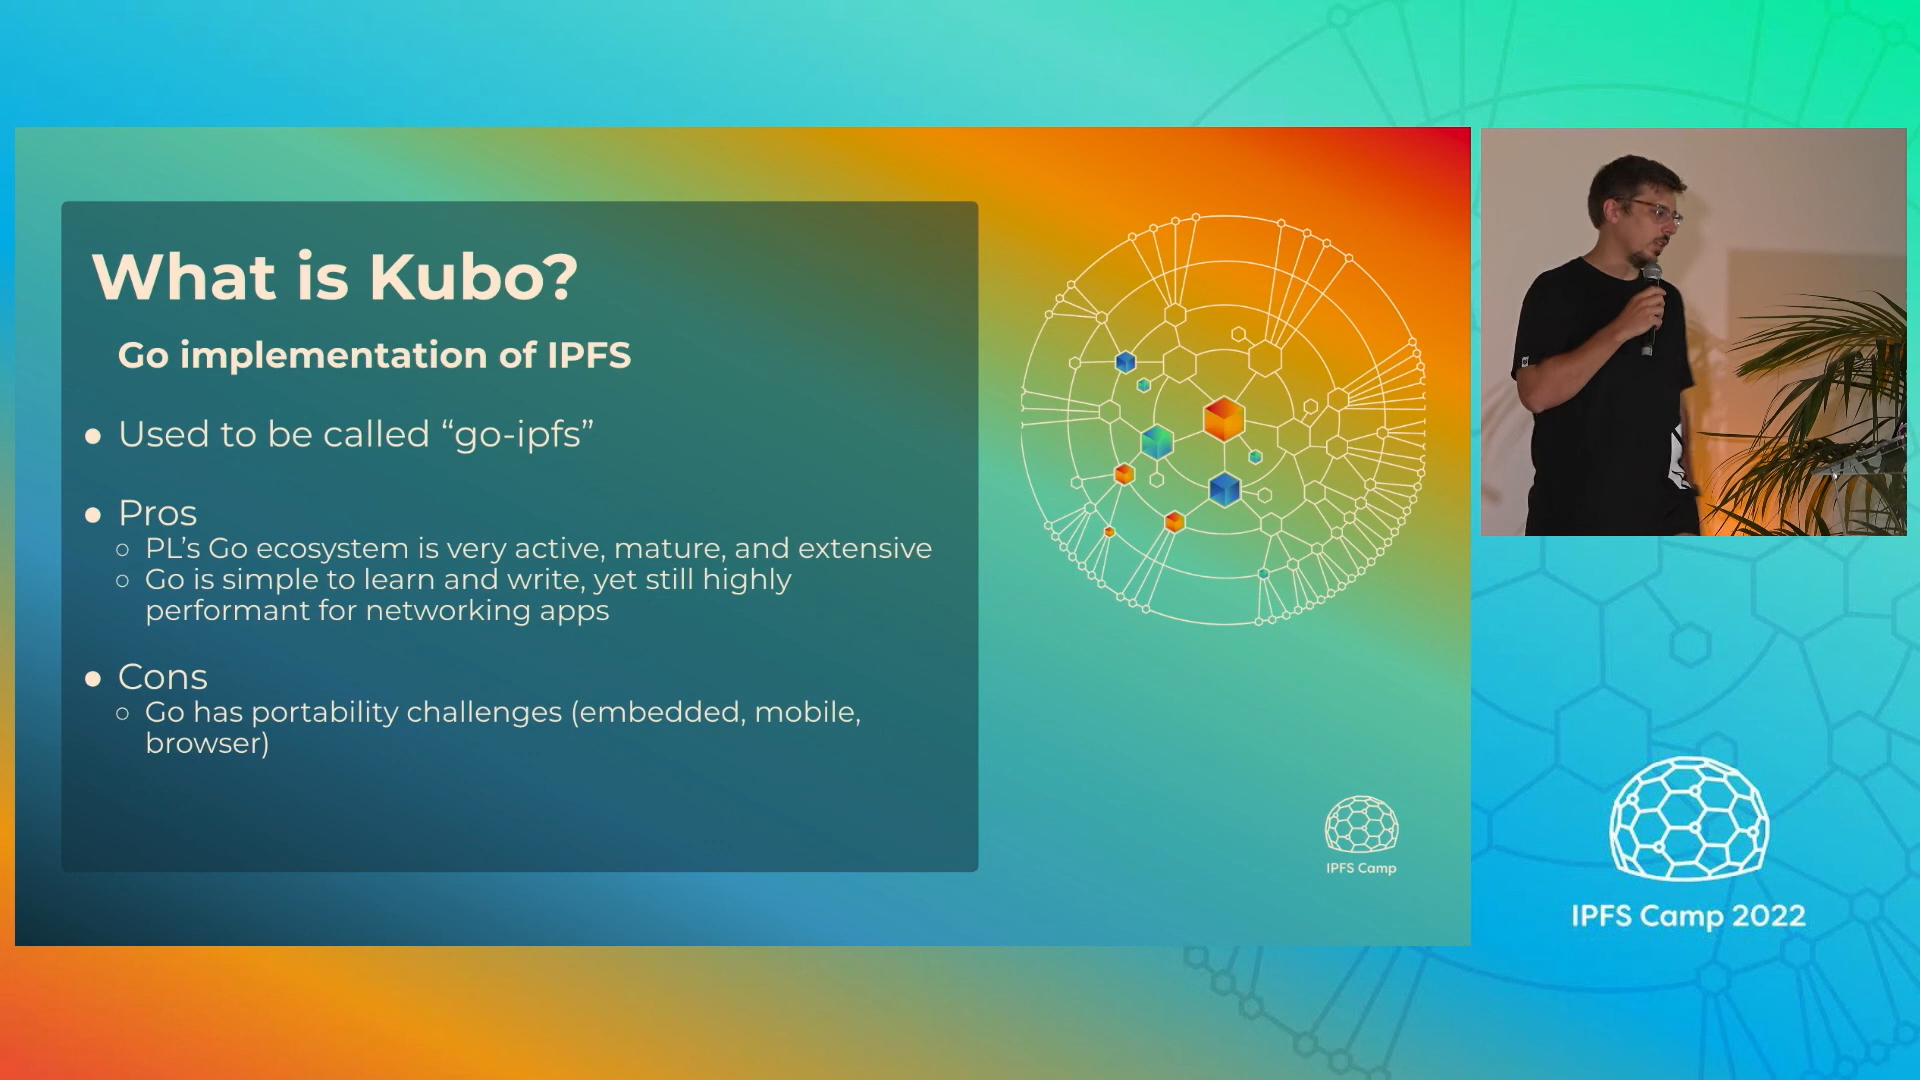 What is Kubo?
Go implementation of IPFS
● Used to be called “go-ipfs”
● Pros
○ PL’s Go ecosystem is very active, mature, and extensive
○ Go is simple to learn and write, yet still highly
performant for networking apps
● Cons
○ Go has portability challenges (embedded, mobile,
browser)
IPFS Camp
IPFS Camp 2022